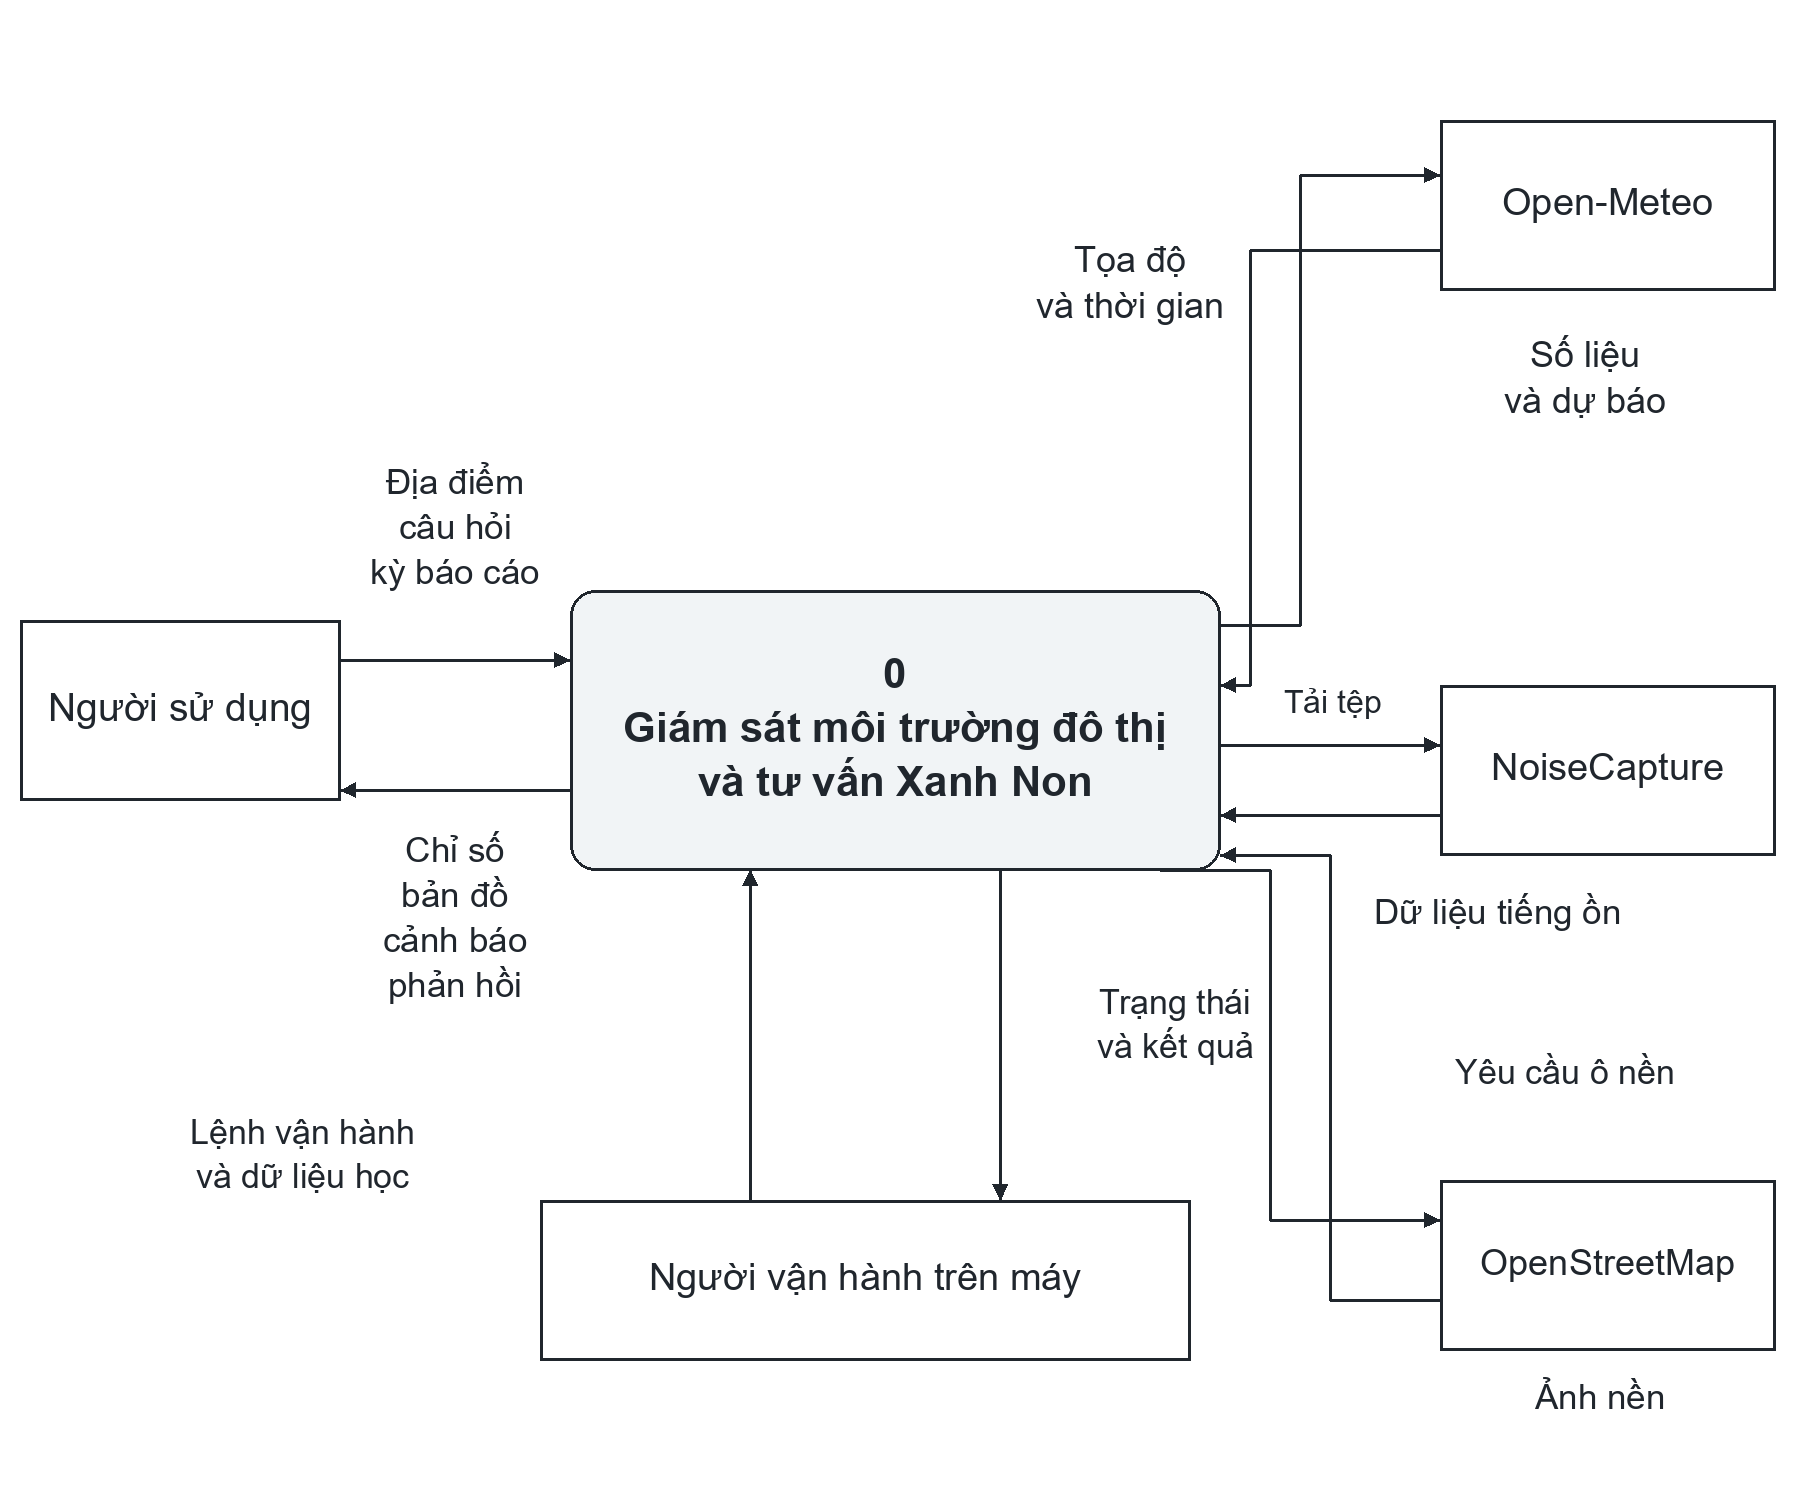 Open-Meteo
Tọa độ
và thời gian
Số liệu
và dự báo
Địa điểm
câu hỏi
kỳ báo cáo
Người sử dụng
0
Giám sát môi trường đô thị
và tư vấn Xanh Non
Tải tệp
NoiseCapture
Chỉ số
bản đồ
cảnh báo
phản hồi
Dữ liệu tiếng ồn
Trạng thái
và kết quả
Yêu cầu ô nền
Lệnh vận hành
và dữ liệu học
Người vận hành trên máy
OpenStreetMap
Ảnh nền